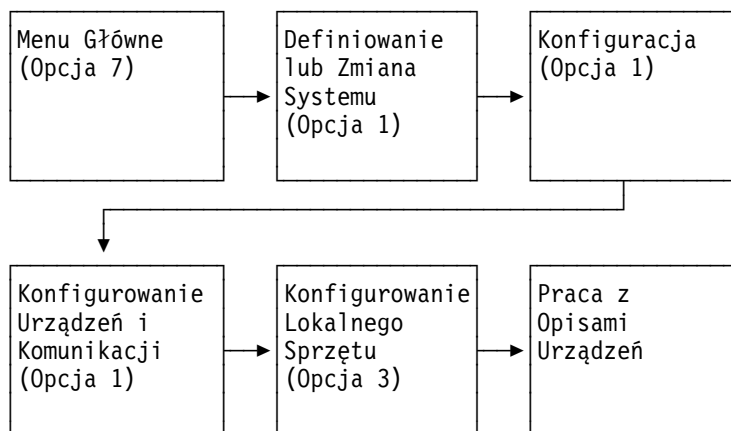 Menu Główne
(Opcja 7)
Definiowanie
lub Zmiana
Systemu
(Opcja 1)
Konfiguracja
(Opcja 1)
Konfigurowanie
Urządzeń i
Komunikacji
(Opcja 1)
Konfigurowanie
Lokalnego
Sprzętu
(Opcja 3)
Praca z
Opisami
Urządzeń